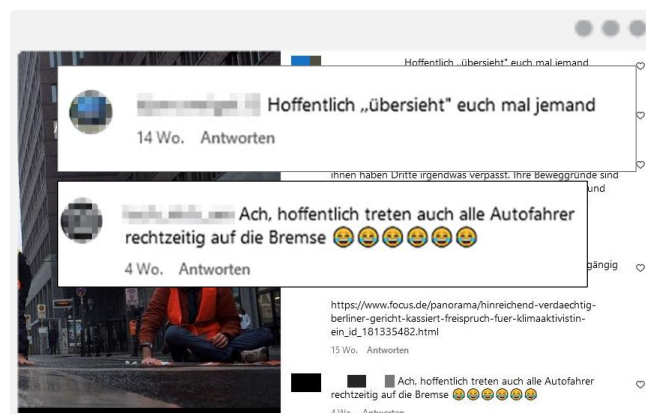 Hoffentlich „übersieht" euch mal jemand
Hoffentlich ,,übersieht" euch mal jemand
14 Wo. Antworten
ihnen haben Dritte irgendwas verpasst. Ihre Beweggründe sind
und
Ach, hoffentlich treten auch alle Autofahrer
rechtzeitig auf die Bremse 😂😂😂😂😂😂
4 Wo. Antworten
gängig
https://www.focus.de/panorama/hinreichend-verdaechtig-
berliner-gericht-kassiert-freispruch-fuer-klimaaktivistin-
ein_id_181335482.html
15 Wo. Antworten
Ach, hoffentlich treten auch alle Autofahrer
rechtzeitig auf die Bremse 😂😂😂😂😂😂
4 Wo. Antworten